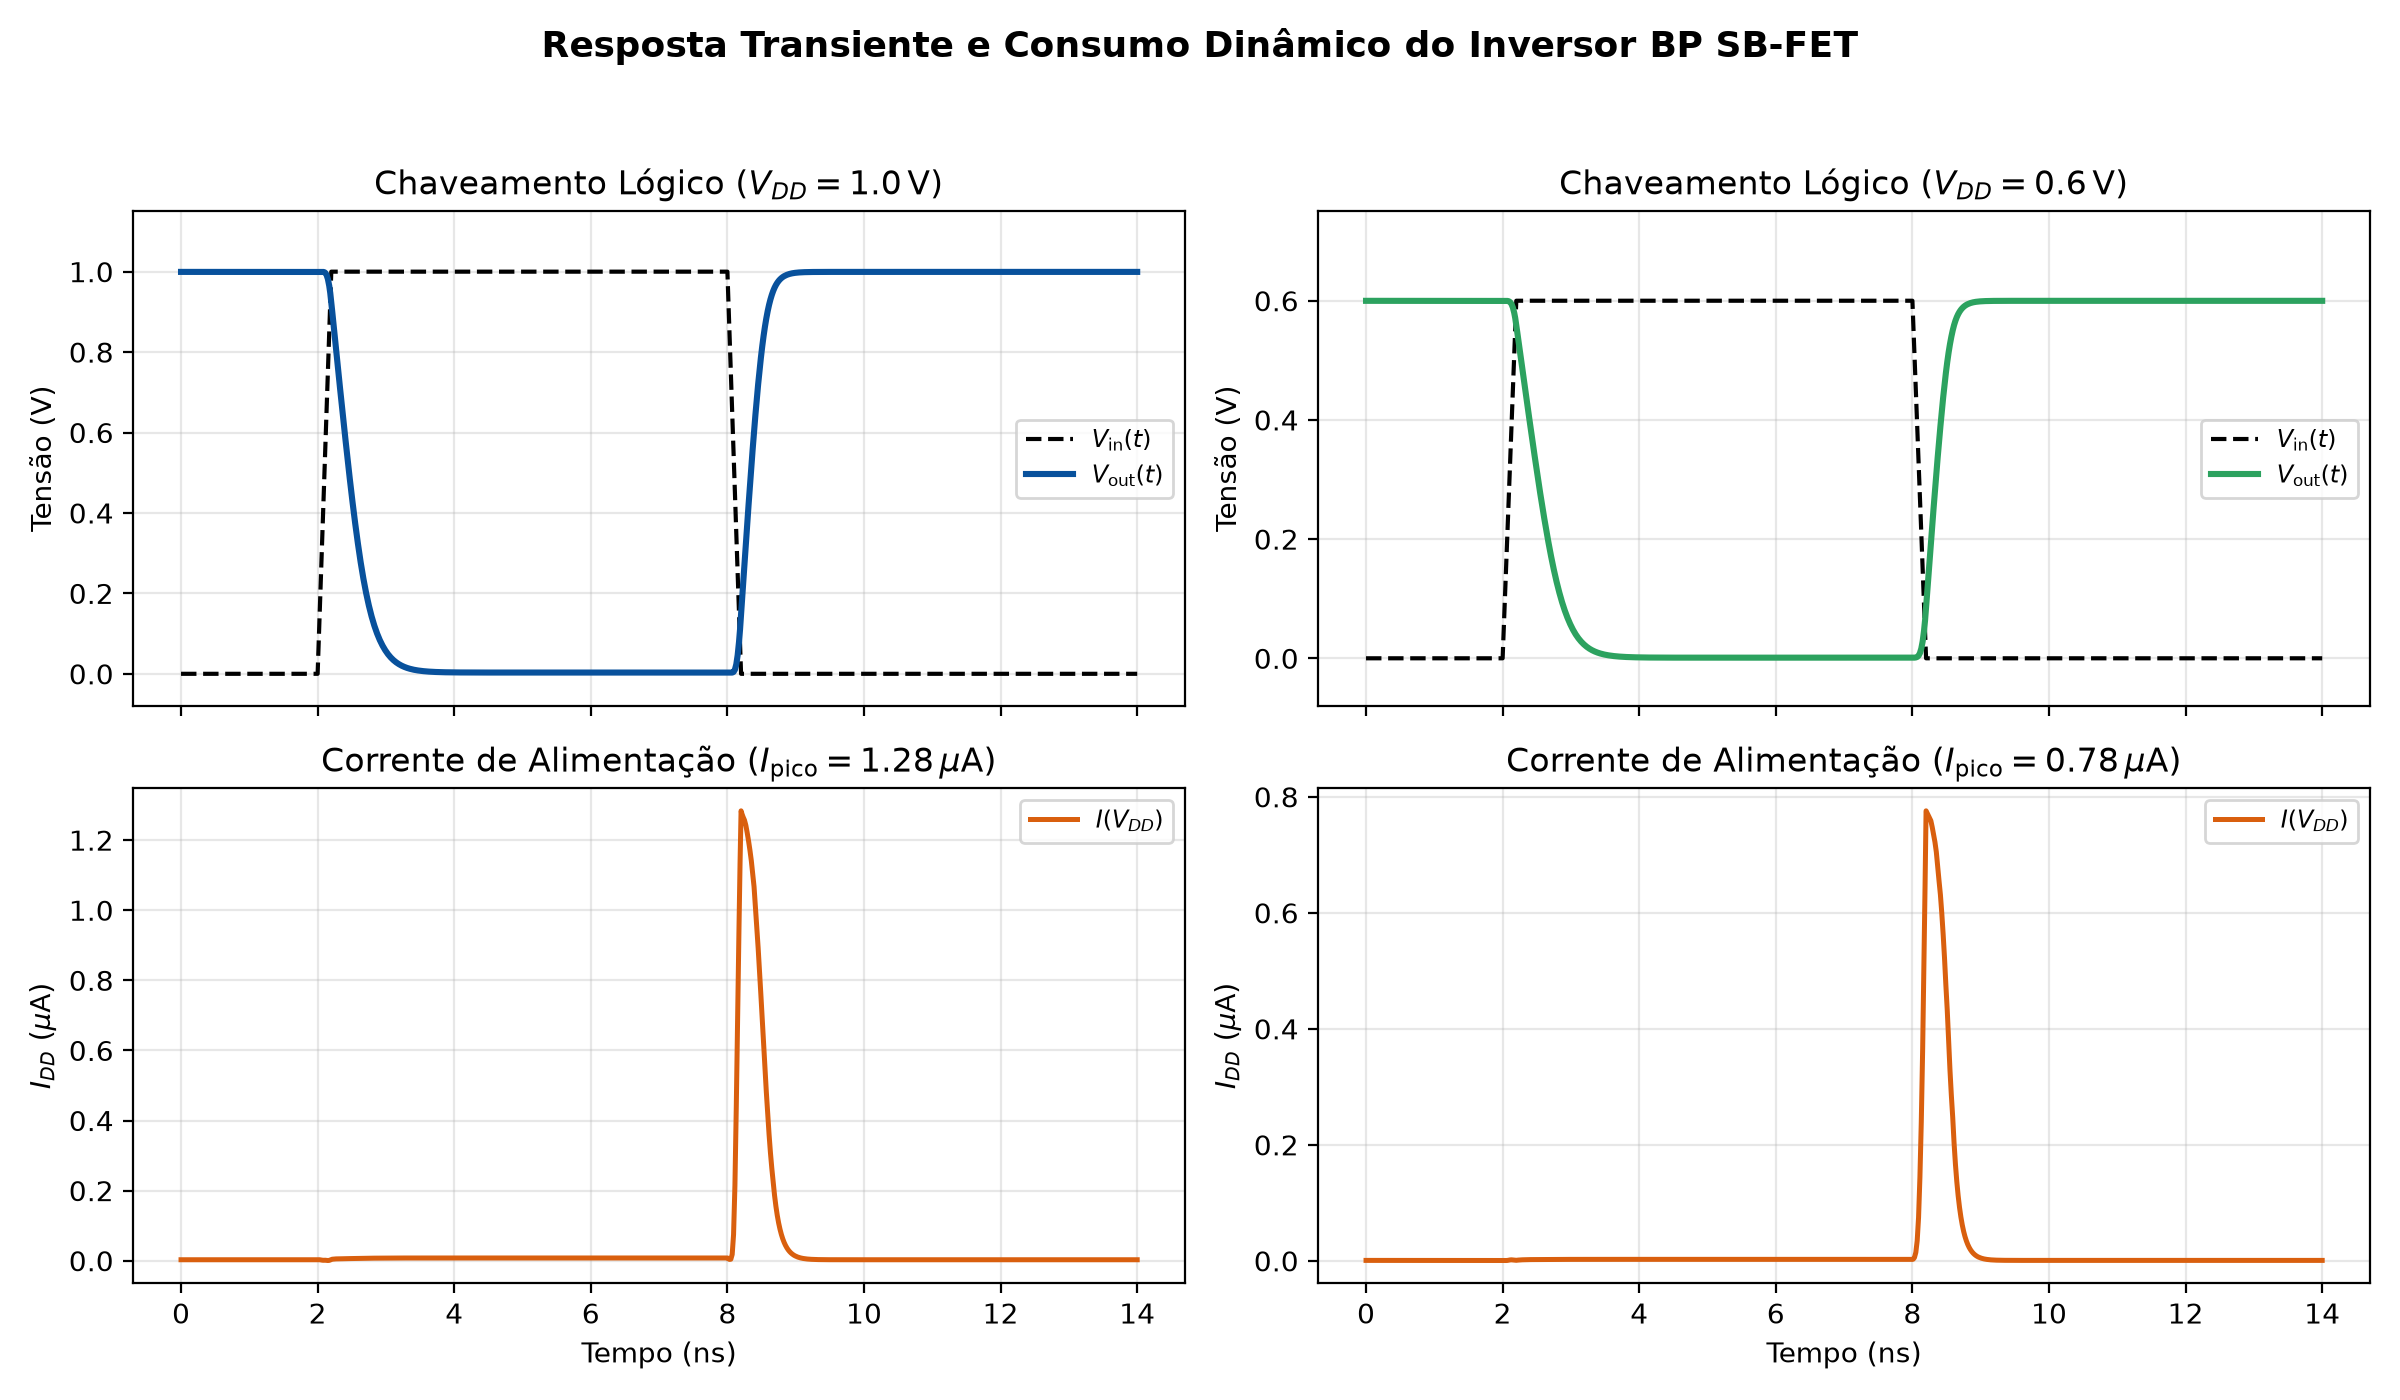 Resposta Transiente e Consumo Dinâmico do Inversor BP SB-FET
Chaveamento Lógico (V_DD = 1.0 V)
Tensão (V)
1.0
0.8
0.6
0.4
0.2
0.0
V_in(t)
V_out(t)
Chaveamento Lógico (V_DD = 0.6 V)
Tensão (V)
0.6
0.4
0.2
0.0
V_in(t)
V_out(t)
Corrente de Alimentação (I_pico = 1.28 μA)
I_DD (μA)
1.2
1.0
0.8
0.6
0.4
0.2
0.0
I(V_DD)
0 2 4 6 8 10 12 14
Tempo (ns)
Corrente de Alimentação (I_pico = 0.78 μA)
I_DD (μA)
0.8
0.6
0.4
0.2
0.0
I(V_DD)
0 2 4 6 8 10 12 14
Tempo (ns)